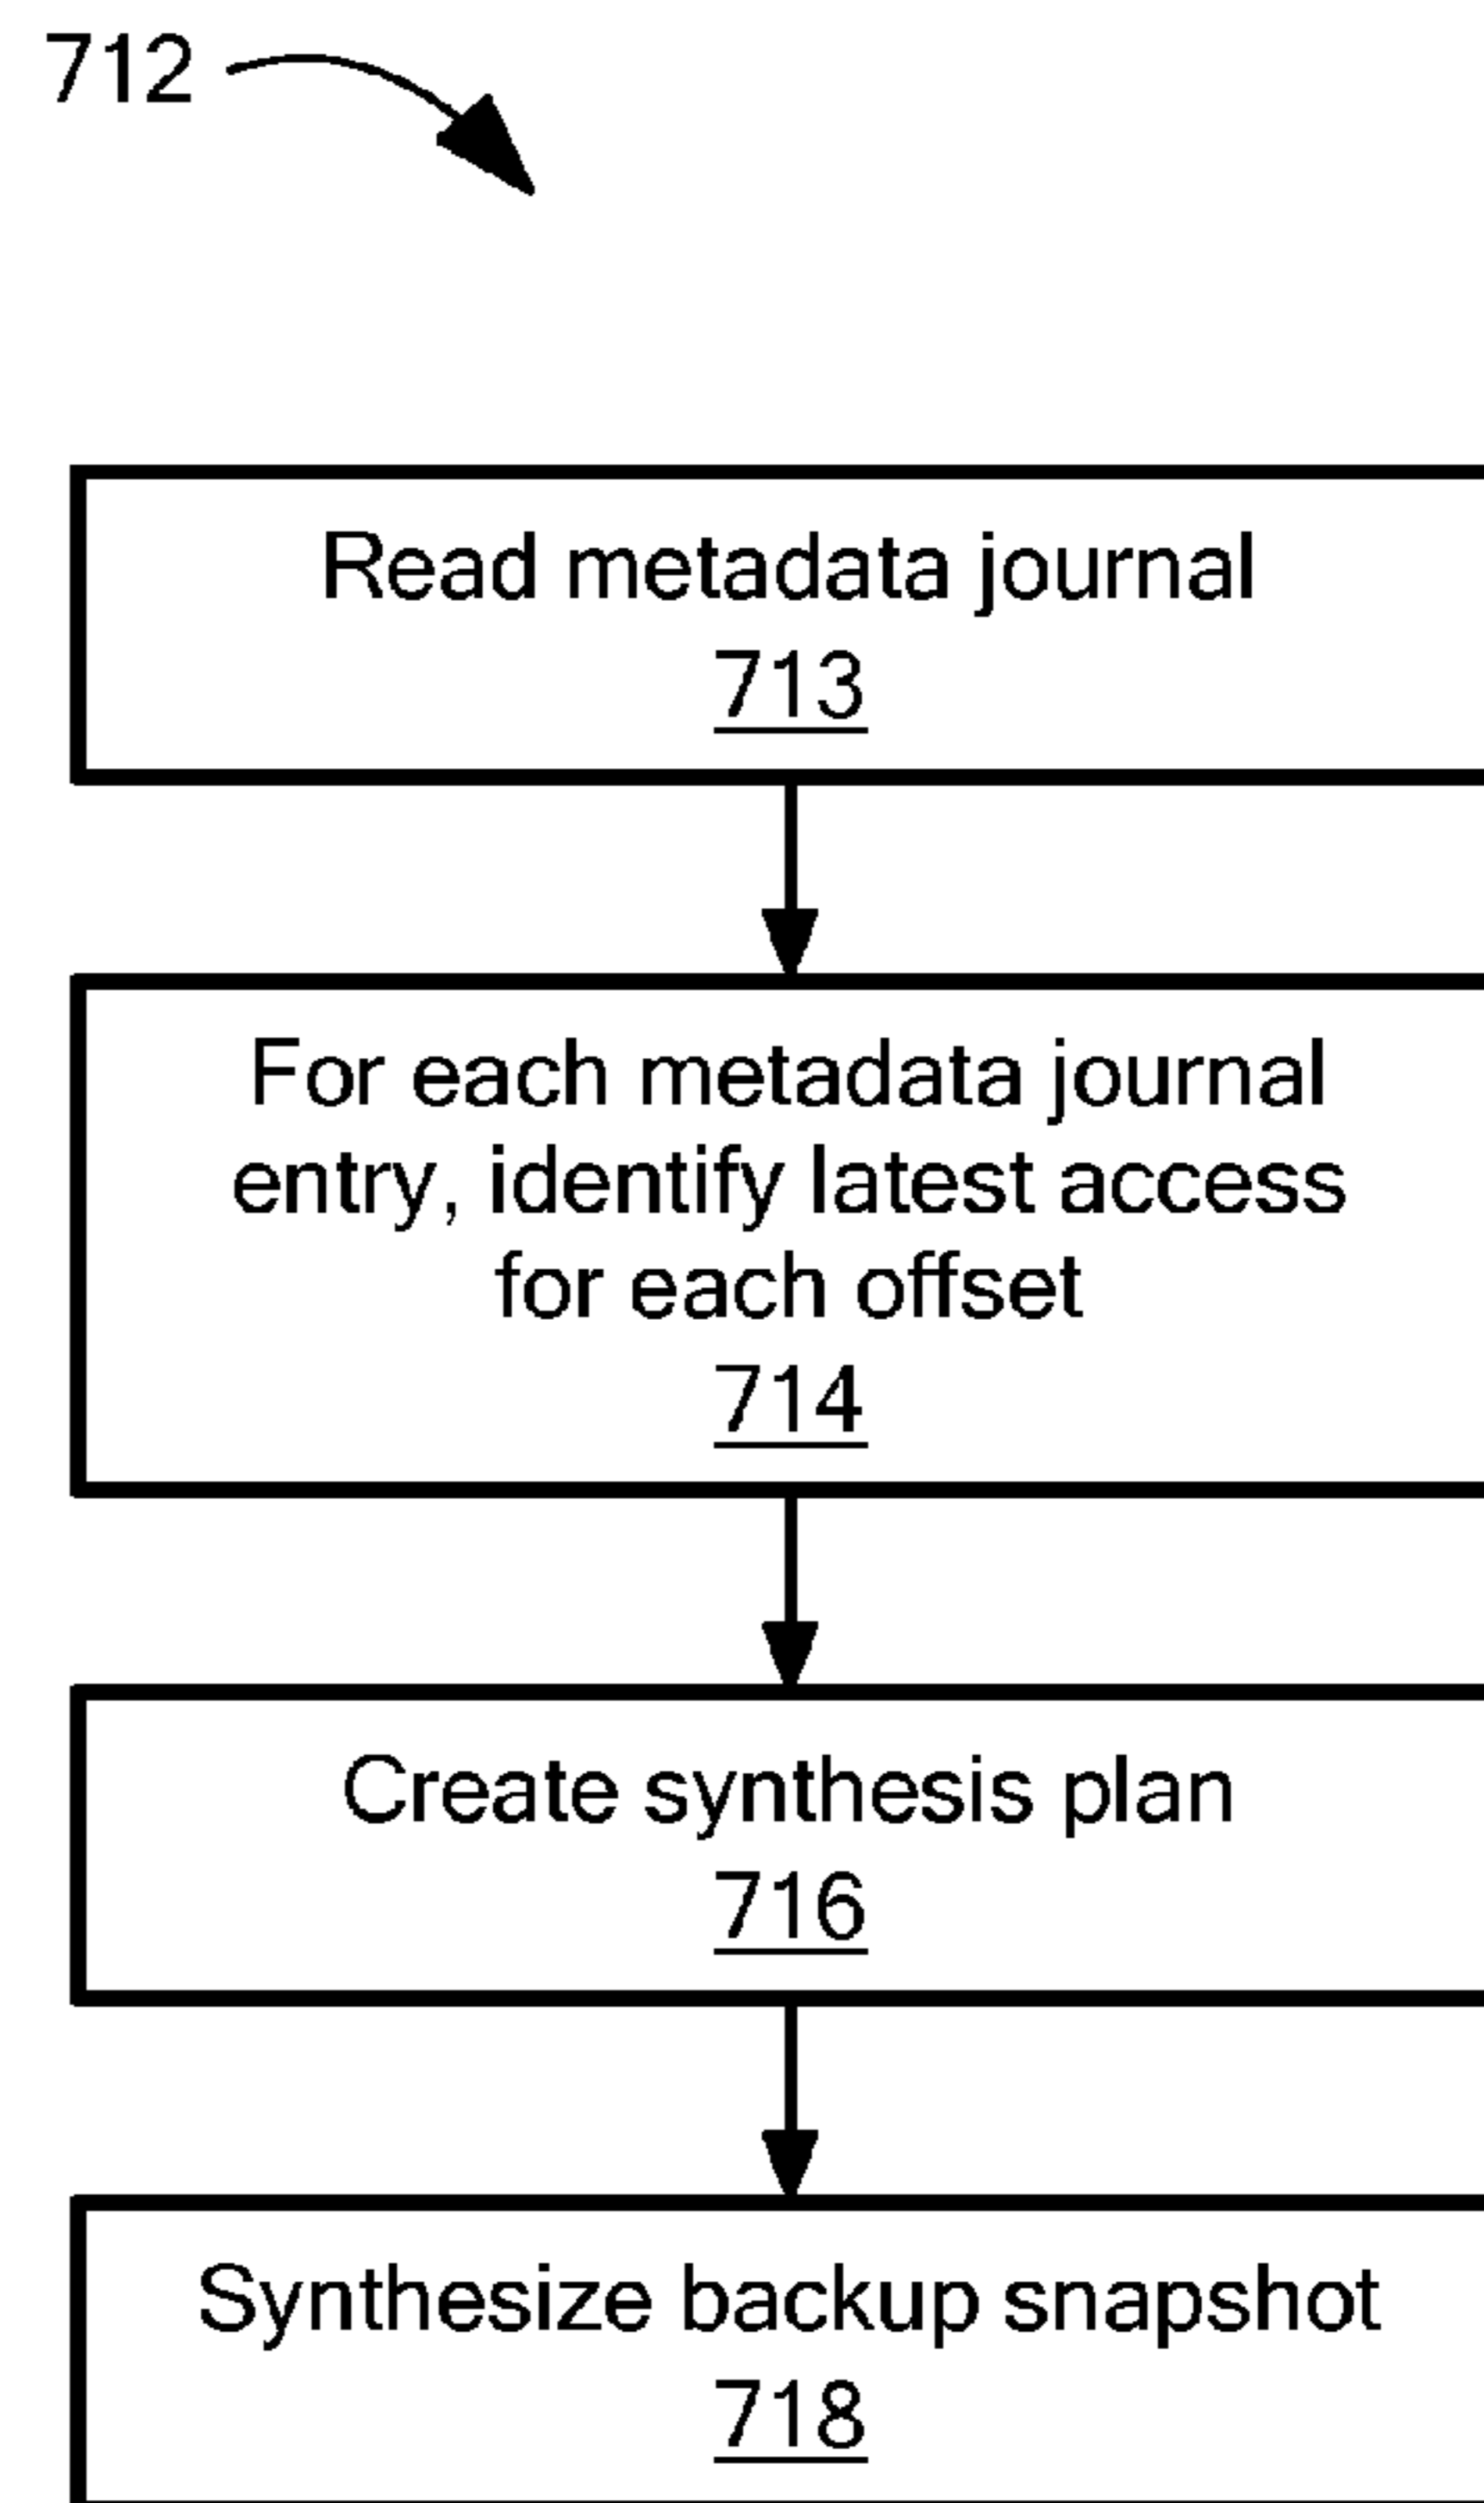 712
Read metadata journal
713
For each metadata journal
entry, identify latest access
for each offset
714
Create synthesis plan
716
Synthesize backup snapshot
718